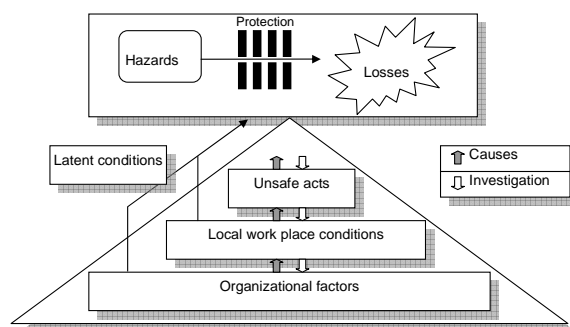 Protection
Hazards
Losses
Latent conditions
Causes
Investigation
Unsafe acts
Local work place conditions
Organizational factors